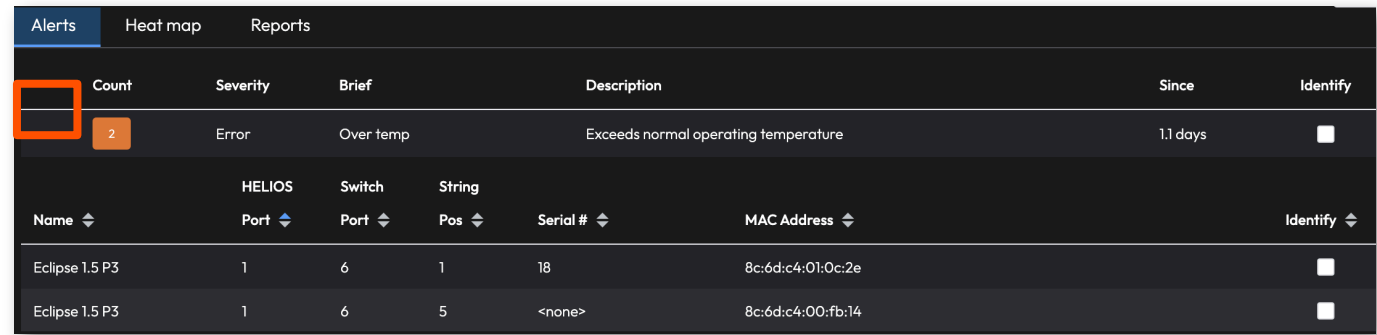 Alerts Heat map Reports
Count Severity Brief Description Since Identify
2 Error Over temp Exceeds normal operating temperature 1.1 days
HELIOS Switch String
Name Port Port Pos Serial # MAC Address Identify
Eclipse 1.5 P3 1 6 1 18 8c:6d:c4:01:0c:2e
Eclipse 1.5 P3 1 6 5 <none> 8c:6d:c4:00:fb:14